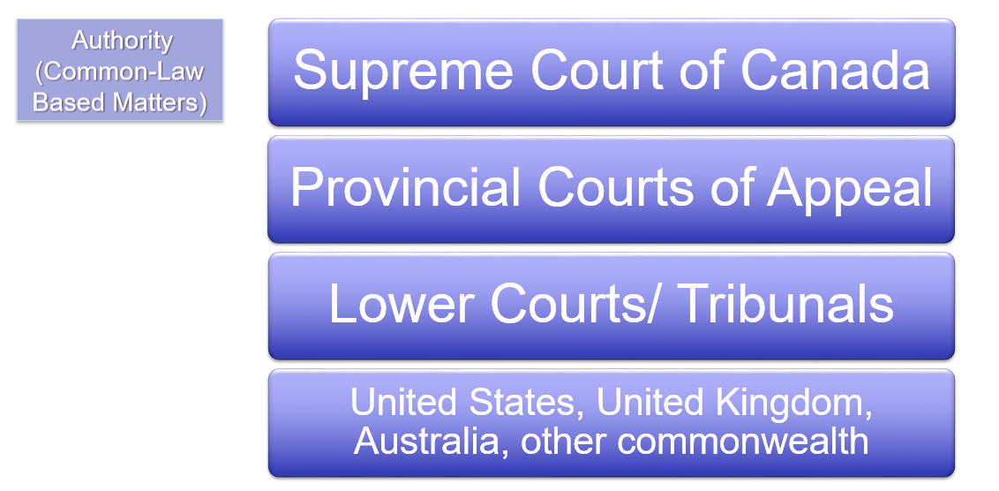 Authority
(Common-Law
Based Matters)
Supreme Court of Canada
Provincial Courts of Appeal
Lower Courts/ Tribunals
United States, United Kingdom,
Australia, other commonwealth